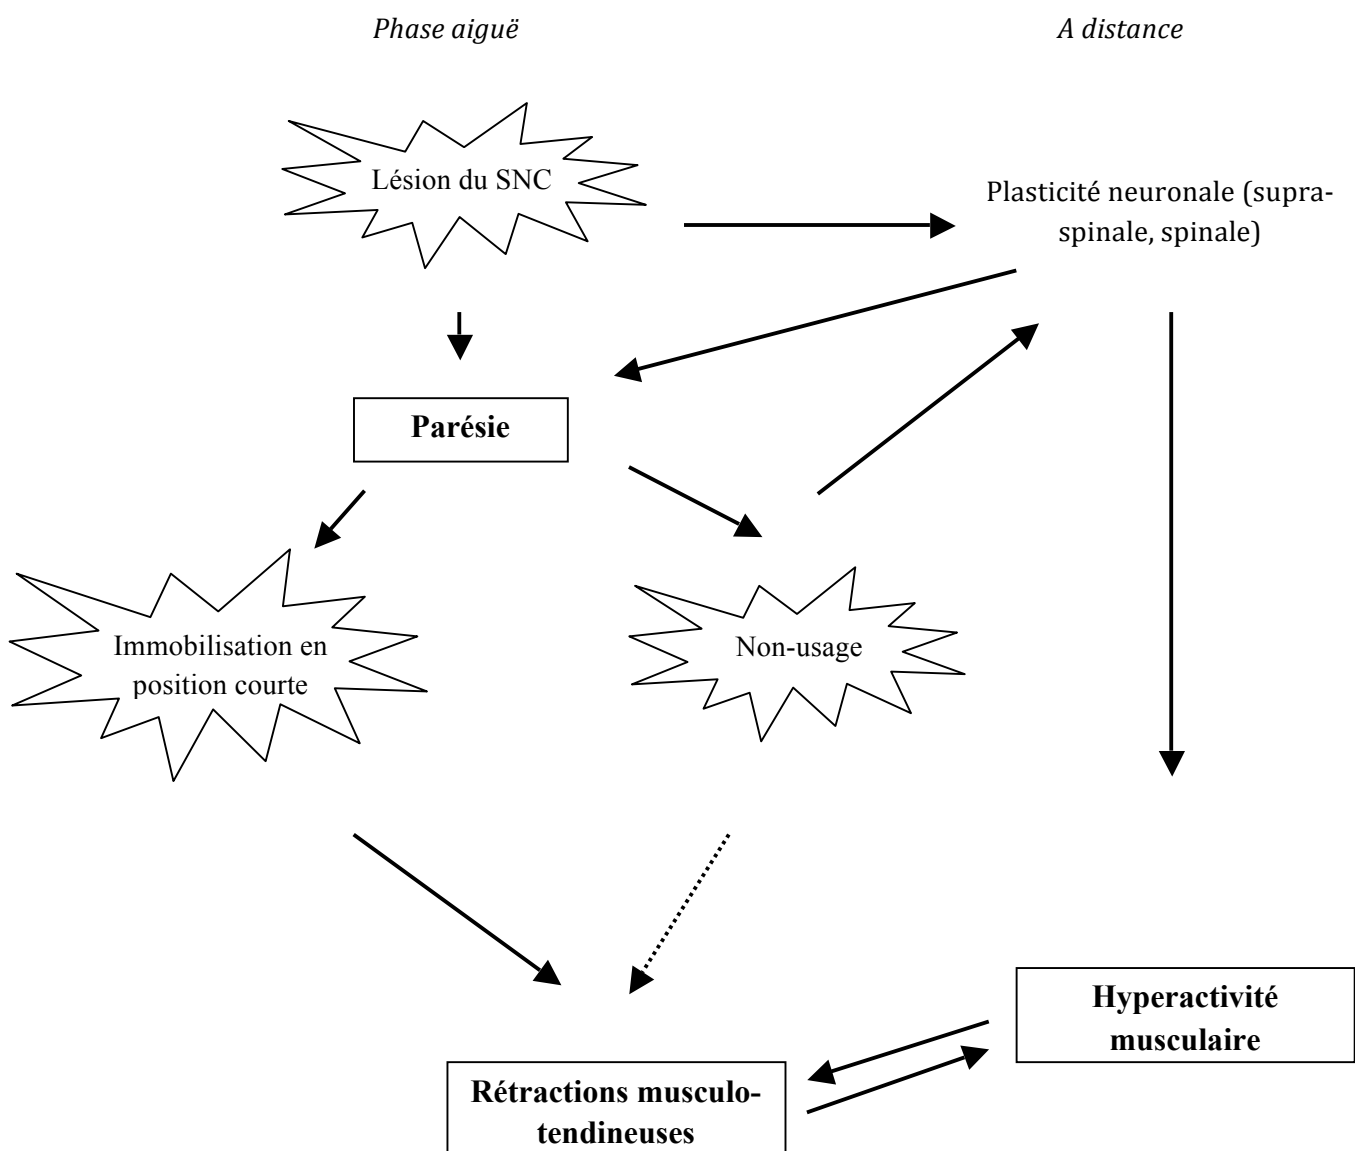 Phase aiguë
A distance
Lésion du SNC
Plasticité neuronale (supra-
spinale, spinale)
Parésie
Immobilisation en
position courte
Non-usage
Hyperactivité
musculaire
Rétractions musculo-
tendineuses